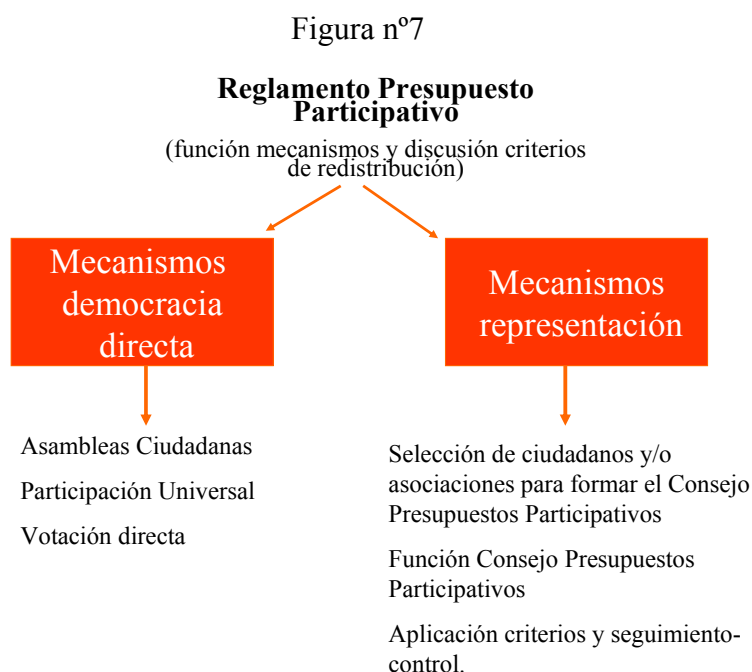 Figura nº7
Reglamento Presupuesto
Participativo
(función mecanismos y discusión criterios
de redistribución)
Mecanismos
democracia
directa
Mecanismos
representación
Asambleas Ciudadanas
Participación Universal
Votación directa
Selección de ciudadanos y/o
asociaciones para formar el Consejo
Presupuestos Participativos
Función Consejo Presupuestos
Participativos
Aplicación criterios y seguimiento-
control.